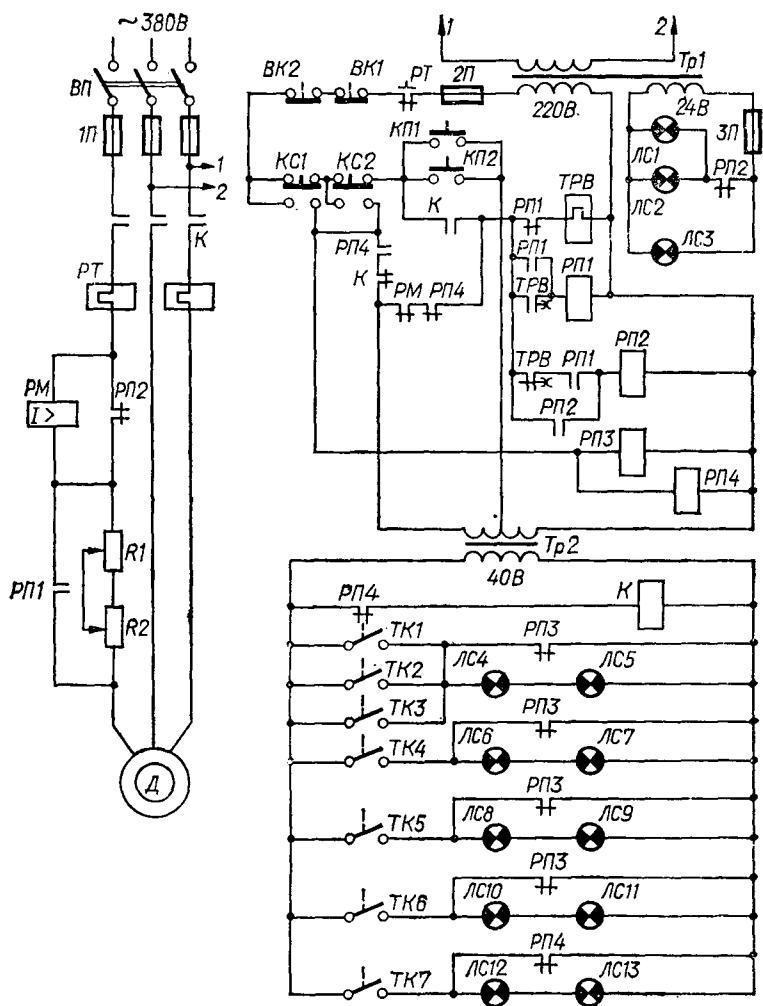 ~380В
1
2
Тр1
ВП
ВК2
ВК1
РТ
2П
220В.
24В
3П
1П
КП1
КП2
ЛС1
РП2
1
2
КС1
КС2
ТРВ
ЛС2
К
К
РП1
ЛС3
РП4
РП1
РП1
К
РТ
РМ
РП4
ТРВ
ТРВ
РП1
РП2
РМ
I>
РП2
РП2
РП3
РП4
Тр2
R1
40В
РП4
К
РП1
R2
ТК1
РП3
ЛС4
ЛС5
ТК2
ТК3
РП3
ЛС6
ЛС7
ТК4
Д
РП3
ЛС8
ЛС9
ТК5
РП3
ЛС10
ЛС11
ТК6
РП4
ЛС12
ЛС13
ТК7